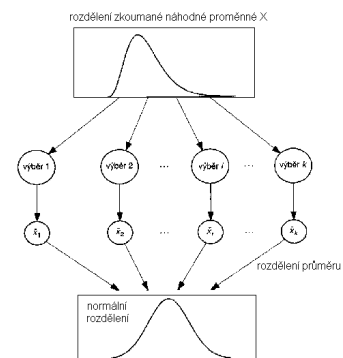 rozdělení zkoumané náhodné proměnné X
výběr 1
výběr 2
...
výběr i
...
výběr k
x̄₁
x̄₂
...
x̄ᵢ
...
x̄ₖ
rozdělení průměru
normální
rozdělení